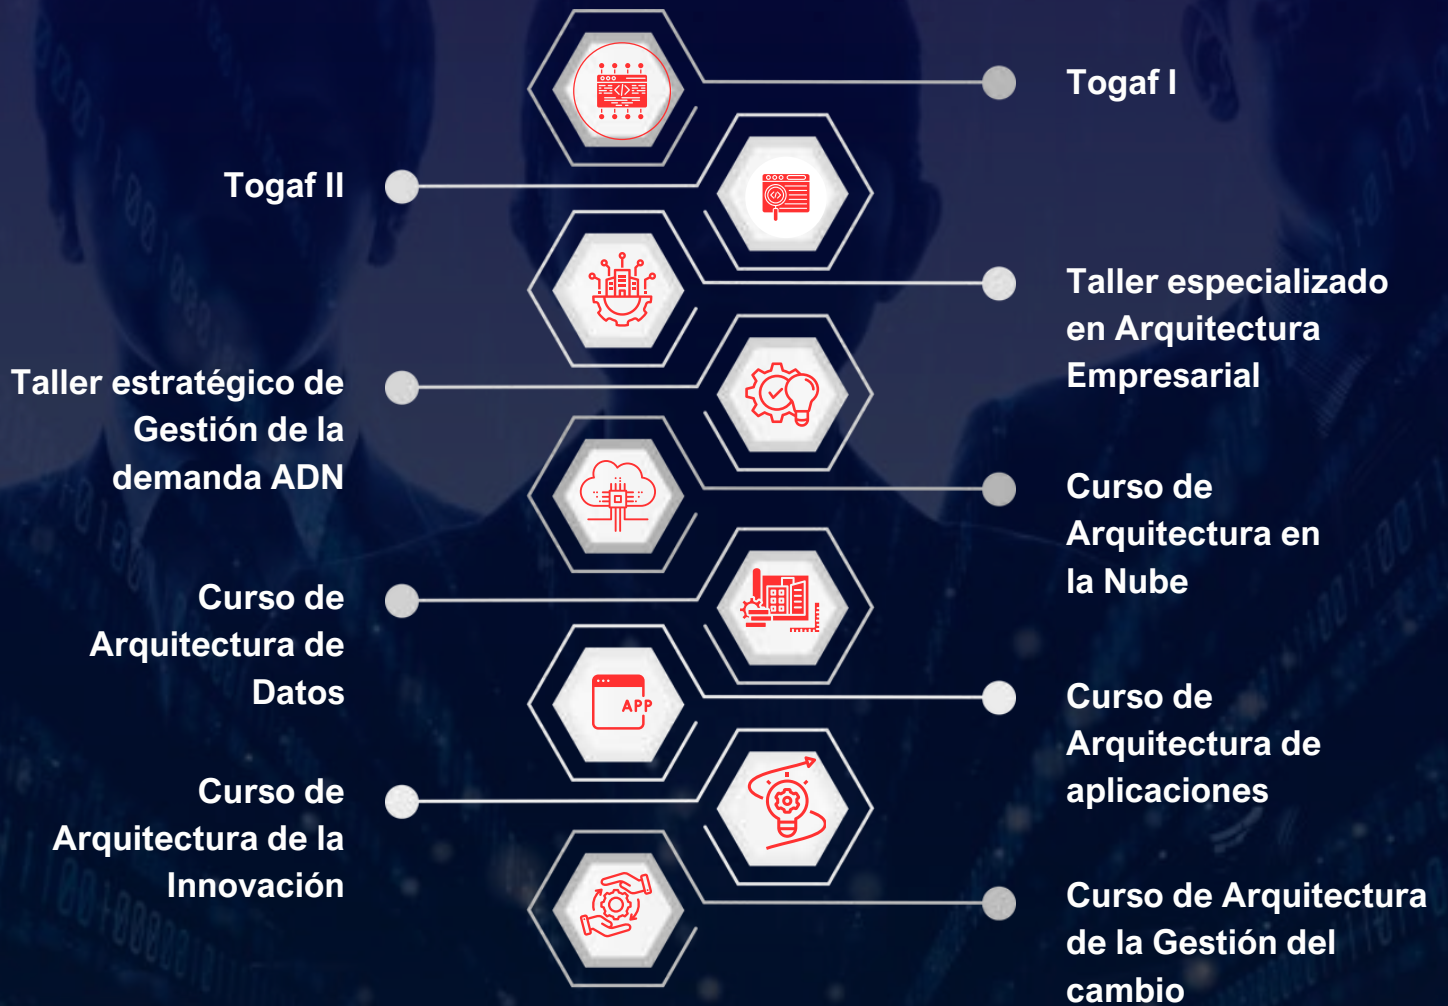 Togaf I
Togaf II
Taller especializado
en Arquitectura
Empresarial
Taller estratégico de
Gestión de la
demanda ADN
Curso de
Arquitectura en
la Nube
Curso de
Arquitectura de
Datos
APP
Curso de
Arquitectura de
aplicaciones
Curso de
Arquitectura de la
Innovación
Curso de Arquitectura
de la Gestión del
cambio